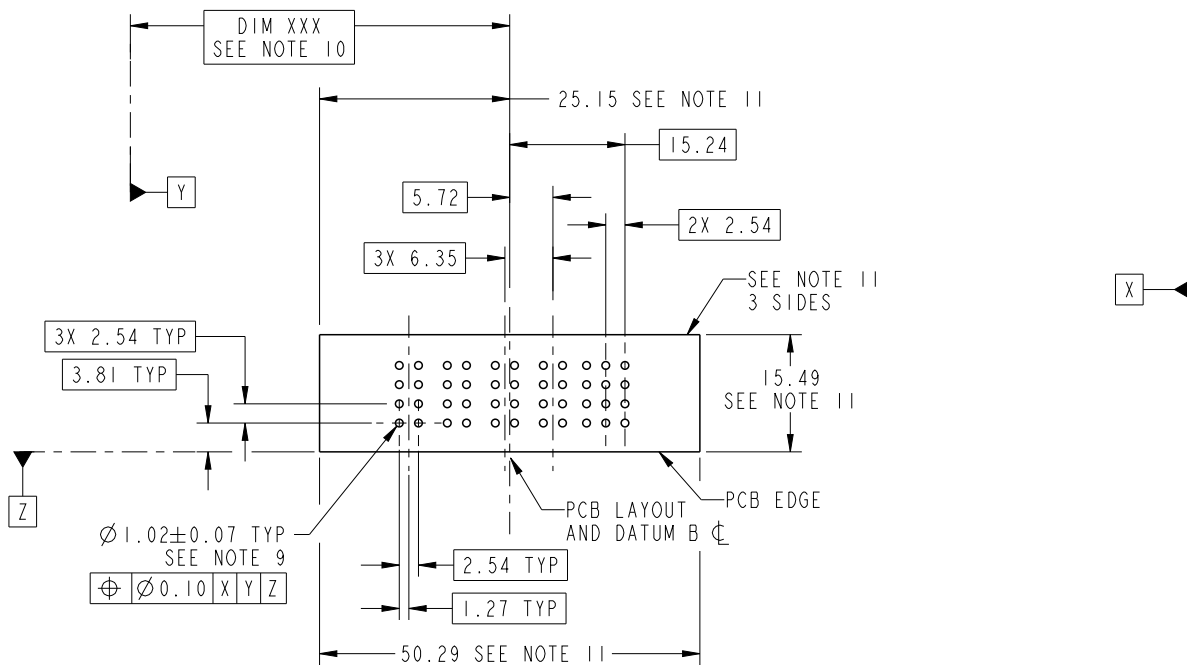 DIM XXX
SEE NOTE 10
25.15 SEE NOTE 11
15.24
Y
5.72
2X 2.54
3X 6.35
SEE NOTE 11
3 SIDES
X
3X 2.54 TYP
3.81 TYP
15.49
SEE NOTE 11
Z
PCB EDGE
PCB LAYOUT
AND DATUM B ℄
⌀1.02±0.07 TYP
SEE NOTE 9
⌖ ⌀0.10 X Y Z
2.54 TYP
1.27 TYP
50.29 SEE NOTE 11